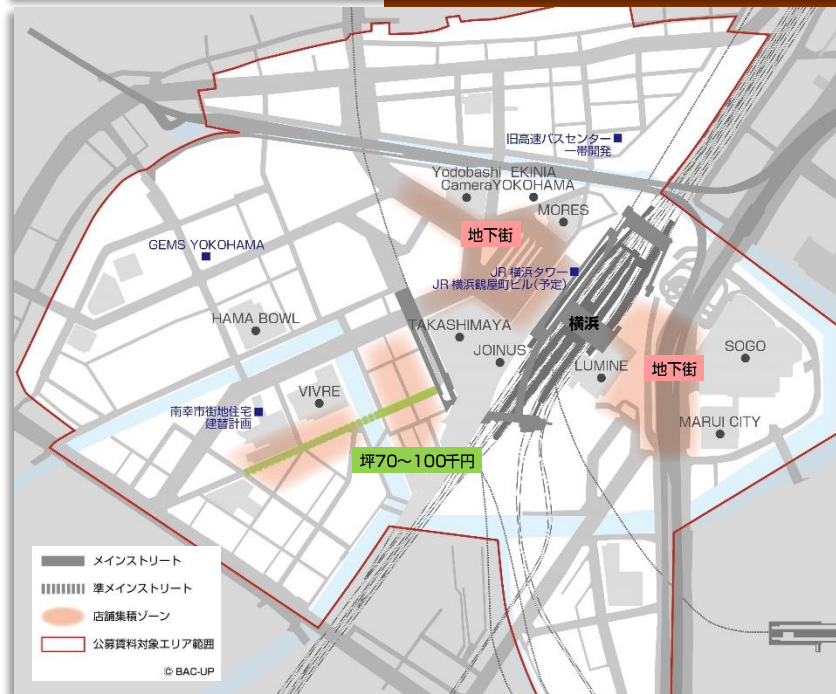 旧高速バスセンター
一帯開発
Yodobashi EKINIA
CameraYOKOHAMA
MORES
地下街
GEMS YOKOHAMA
JR 横浜タワー
JR 横浜鶴屋町ビル(予定)
HAMA BOWL
TAKASHIMAYA
横浜
JOINUS
LUMINE
地下街
SOGO
VIVRE
南幸市街地住宅
建替計画
MARUI CITY
坪70～100千円
メインストリート
準メインストリート
店舗集積ゾーン
公募賃料対象エリア範囲
© BAC-UP